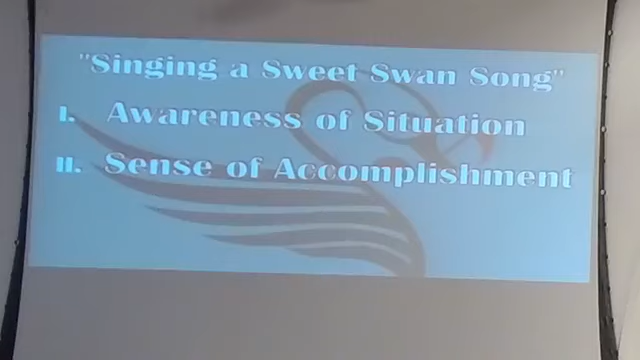 "Singing a Sweet Swan Song"
I. Awareness of Situation
II. Sense of Accomplishment